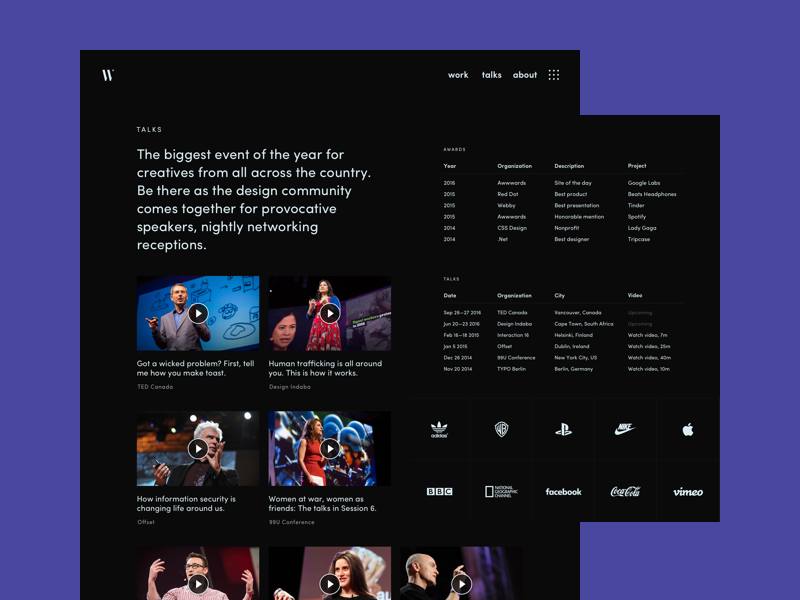 W
work talks about
TALKS
The biggest event of the year for
creatives from all across the country.
Be there as the design community
comes together for provocative
speakers, nightly networking
receptions.
Got a wicked problem? First, tell
me how you make toast.
TED Canada
Human trafficking is all around
you. This is how it works.
Design Indaba
How information security is
changing life around us.
Offset
Women at war, women as
friends: The talks in Session 6.
99U Conference
AWARDS
Year Organization Description Project
2016 Awwwards Site of the day Google Labs
2015 Red Dot Best product Beats Headphones
2015 Webby Best presentation Tinder
2015 Awwwards Honorable mention Spotify
2014 CSS Design Nonprofit Lady Gaga
2014 .Net Best designer Tripcase
TALKS
Date Organization City Video
Sep 26—27 2016 TED Canada Vancouver, Canada Upcoming
Jun 20—23 2016 Design Indaba Cape Town, South Africa Upcoming
Feb 16—18 2015 Interaction 16 Helsinki, Finland Watch video, 7m
Jan 5 2015 Offset Dublin, Ireland Watch video, 25m
Dec 26 2014 99U Conference New York City, US Watch video, 40m
Nov 20 2014 TYPO Berlin Berlin, Germany Watch video, 10m
adidas WB NIKE
BBC NATIONAL GEOGRAPHIC CHANNEL facebook Coca-Cola vimeo